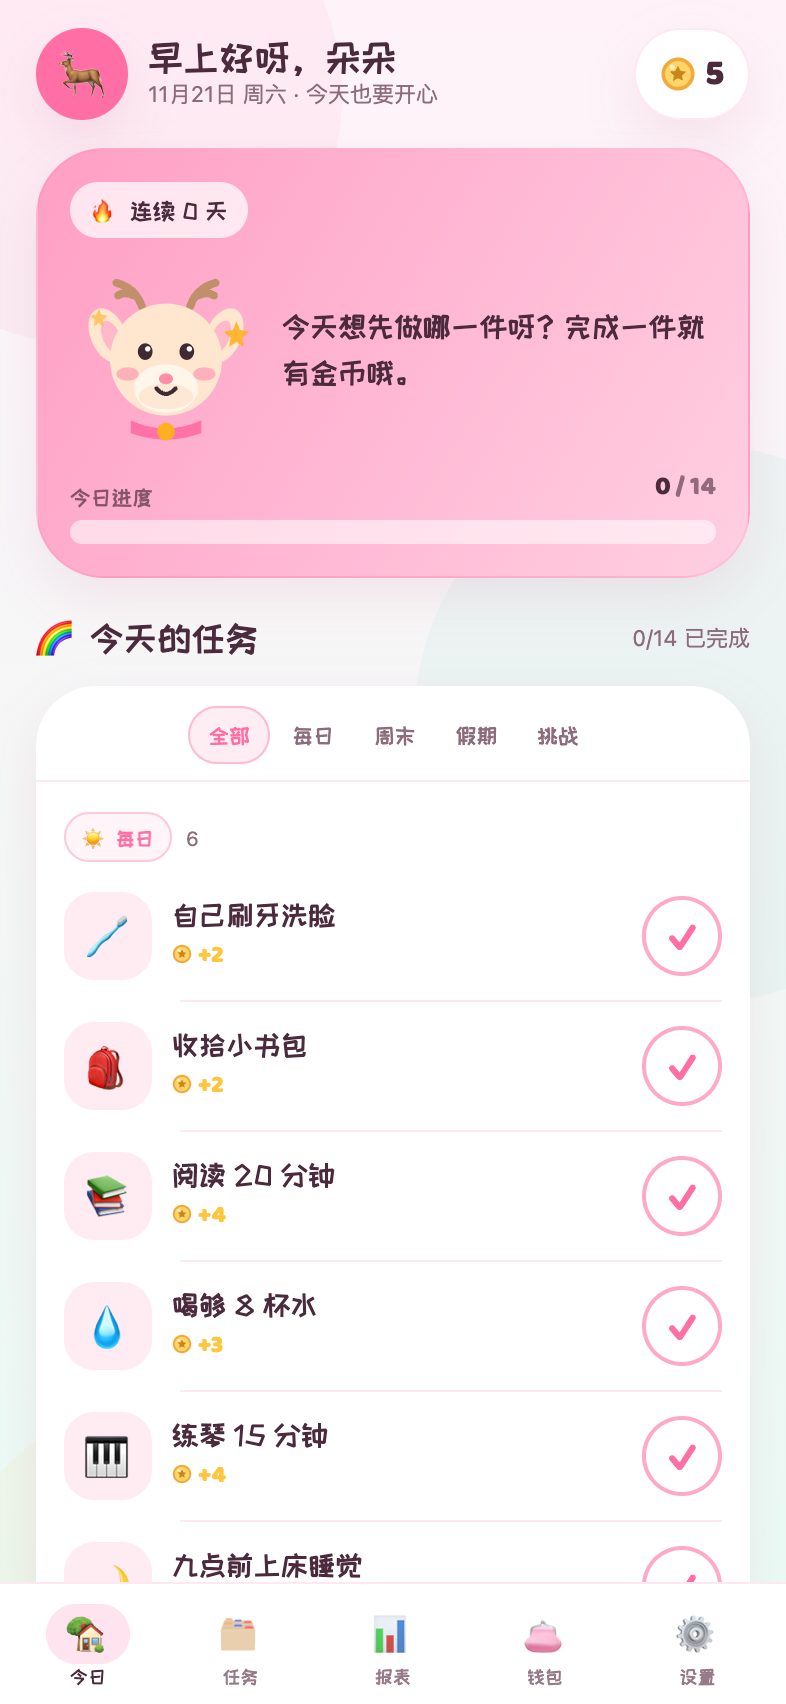 早上好呀，朵朵
11月21日 周六 · 今天也要开心
5
连续 0 天
今天想先做哪一件呀？完成一件就
有金币哦。
今日进度
0 / 14
今天的任务
0/14 已完成
全部 每日 周末 假期 挑战
每日 6
自己刷牙洗脸
+2
收拾小书包
+2
阅读 20 分钟
+4
喝够 8 杯水
+3
练琴 15 分钟
+4
九点前上床睡觉
今日 任务 报表 钱包 设置